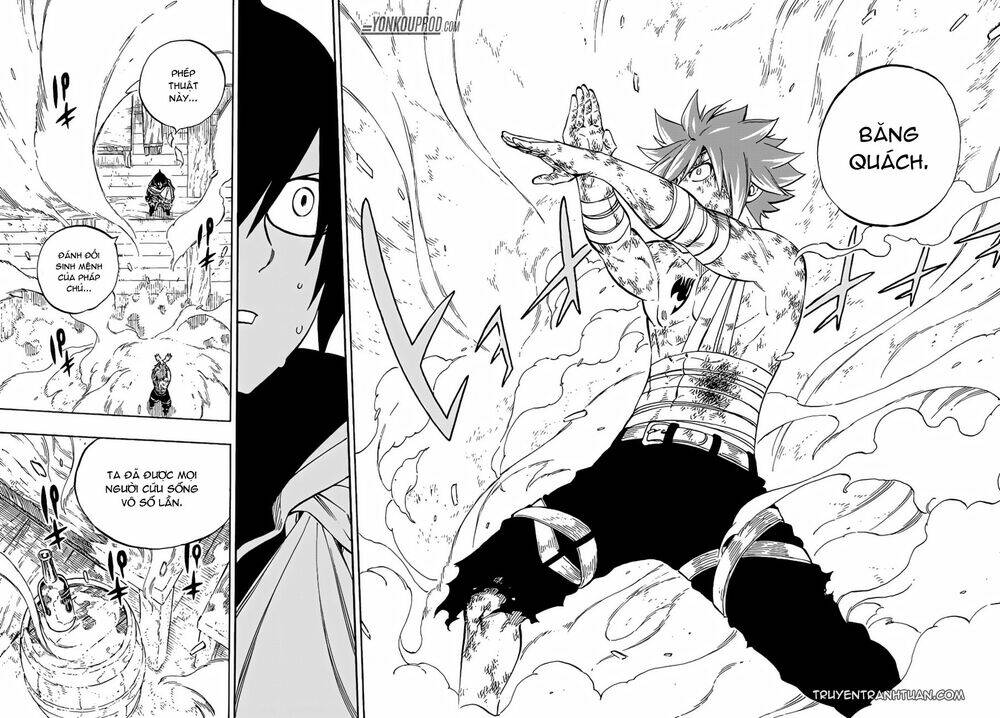 YONKOUPROD.COM
PHÉP
THUẬT
NÀY...
ĐÁNH ĐỔI
SINH MỆNH
CỦA PHÁP
CHỦ...
TA ĐÃ ĐƯỢC MỌI
NGƯỜI CỨU SỐNG
VÔ SỐ LẦN.
BĂNG
QUÁCH.
TRUYENTRANHTUAN.COM